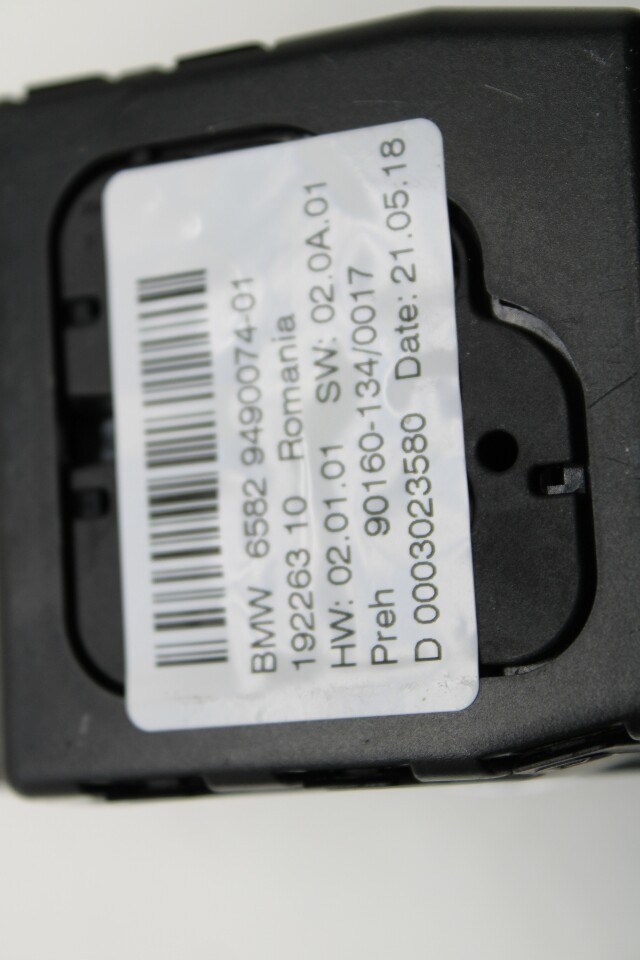 BMW 6582 9490074-01
192263 10 Romania
HW: 02.01.01 SW: 02.0A.01
Preh 90160-134/0017
D 0003023580 Date: 21.05.18